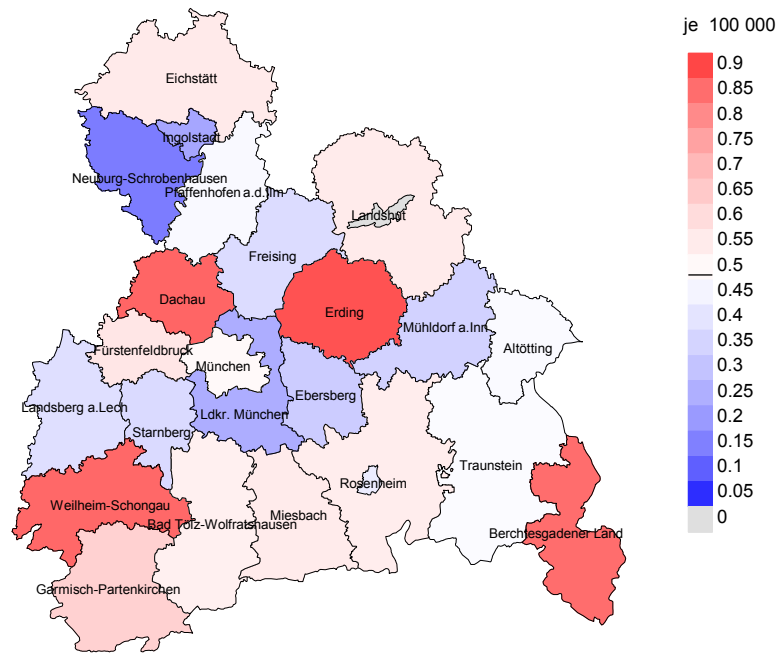 je 100 000
0.9
0.85
0.8
0.75
0.7
0.65
0.6
0.55
0.5
0.45
0.4
0.35
0.3
0.25
0.2
0.15
0.1
0.05
0
Eichstätt
Ingolstadt
Neuburg-Schrobenhausen
Pfaffenhofen a.d.Ilm
Landshut
Freising
Dachau
Erding
Mühldorf a.Inn
Altötting
Fürstenfeldbruck
München
Ebersberg
Landsberg a.Lech
Ldkr. München
Starnberg
Traunstein
Rosenheim
Weilheim-Schongau
Miesbach
Bad Tölz-Wolfratshausen
Berchtesgadener Land
Garmisch-Partenkirchen